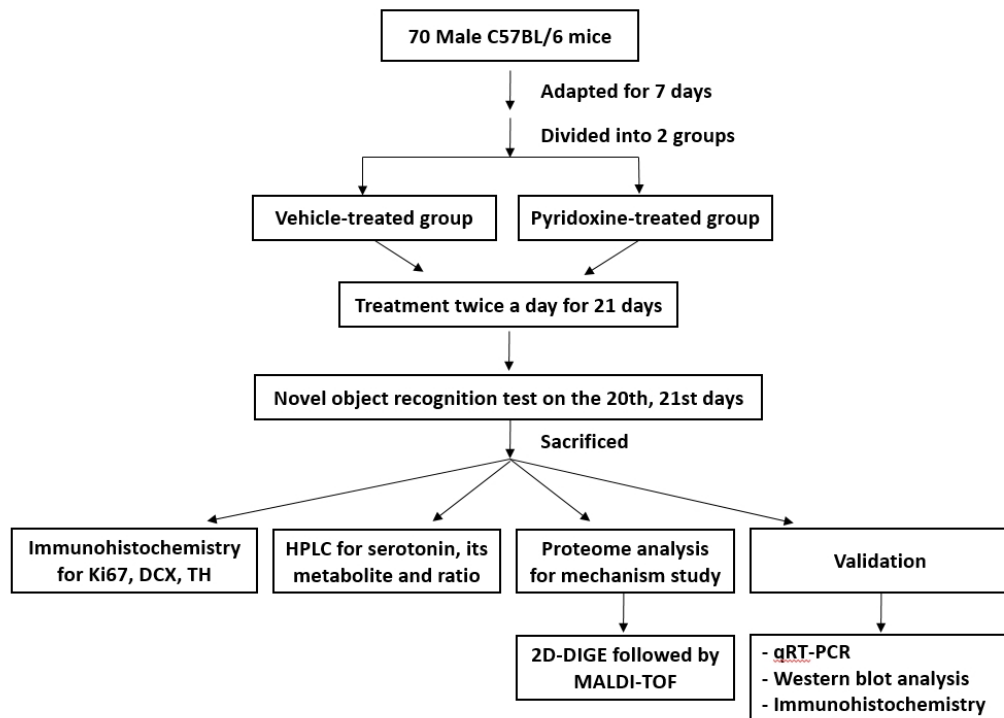 70 Male C57BL/6 mice
Adapted for 7 days
Divided into 2 groups
Vehicle-treated group
Pyridoxine-treated group
Treatment twice a day for 21 days
Novel object recognition test on the 20th, 21st days
Sacrificed
Immunohistochemistry
for Ki67, DCX, TH
HPLC for serotonin, its
metabolite and ratio
Proteome analysis
for mechanism study
Validation
2D-DIGE followed by
MALDI-TOF
- qRT-PCR
- Western blot analysis
- Immunohistochemistry